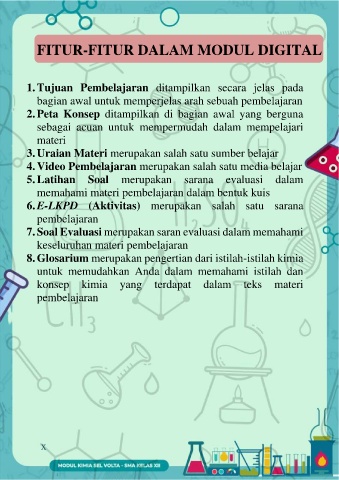 FITUR-FITUR DALAM MODUL DIGITAL
1. Tujuan Pembelajaran ditampilkan secara jelas pada
bagian awal untuk memperjelas arah sebuah pembelajaran
2. Peta Konsep ditampilkan di bagian awal yang berguna
sebagai acuan untuk mempermudah dalam mempelajari
materi
3. Uraian Materi merupakan salah satu sumber belajar
4. Video Pembelajaran merupakan salah satu media belajar
5. Latihan Soal merupakan sarana evaluasi dalam
memahami materi pembelajaran dalam bentuk kuis
6. E-LKPD (Aktivitas) merupakan salah satu sarana
pembelajaran
7. Soal Evaluasi merupakan saran evaluasi dalam memahami
keseluruhan materi pembelajaran
8. Glosarium merupakan pengertian dari istilah-istilah kimia
untuk memudahkan Anda dalam memahami istilah dan
konsep kimia yang terdapat dalam teks materi
pembelajaran
CH3
X
MODUL KIMIA SEL VOLTA - SMA KELAS XII